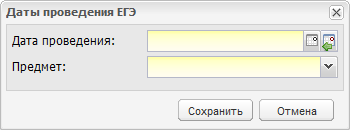 Даты проведения ЕГЭ
Дата проведения:
Предмет:
Сохранить
Отмена